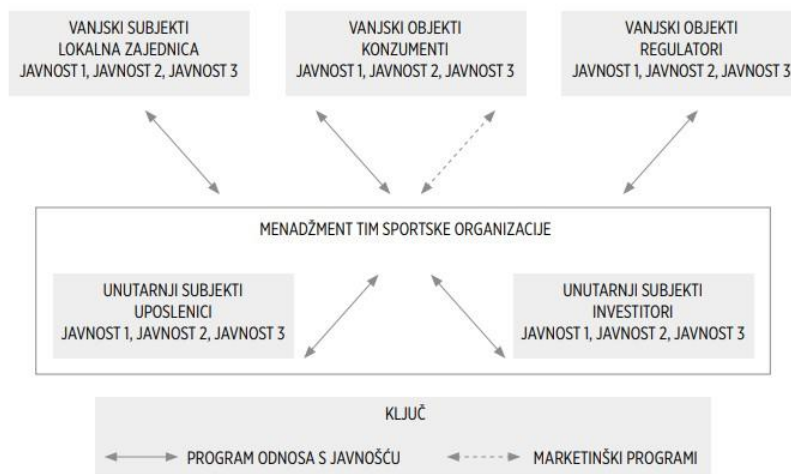 VANJSKI SUBJEKTI
LOKALNA ZAJEDNICA
JAVNOST 1, JAVNOST 2, JAVNOST 3
VANJSKI OBJEKTI
KONZUMENTI
JAVNOST 1, JAVNOST 2, JAVNOST 3
VANJSKI OBJEKTI
REGULATORI
JAVNOST 1, JAVNOST 2, JAVNOST 3
MENADŽMENT TIM SPORTSKE ORGANIZACIJE
UNUTARNJI SUBJEKTI
UPOSLENICI
JAVNOST 1, JAVNOST 2, JAVNOST 3
UNUTARNJI SUBJEKTI
INVESTITORI
JAVNOST 1, JAVNOST 2, JAVNOST 3
KLJUČ
PROGRAM ODNOSA S JAVNOŠĆU
MARKETINŠKI PROGRAMI